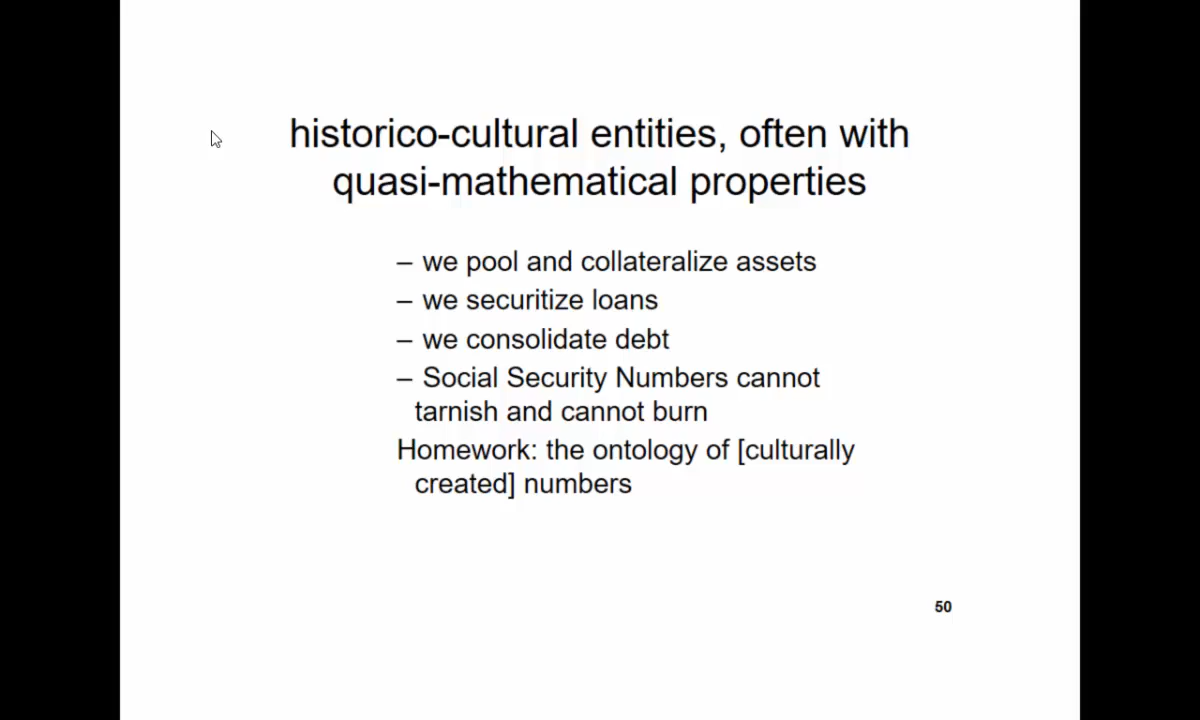 historico-cultural entities, often with
quasi-mathematical properties
– we pool and collateralize assets
– we securitize loans
– we consolidate debt
– Social Security Numbers cannot
tarnish and cannot burn
Homework: the ontology of [culturally
created] numbers
50